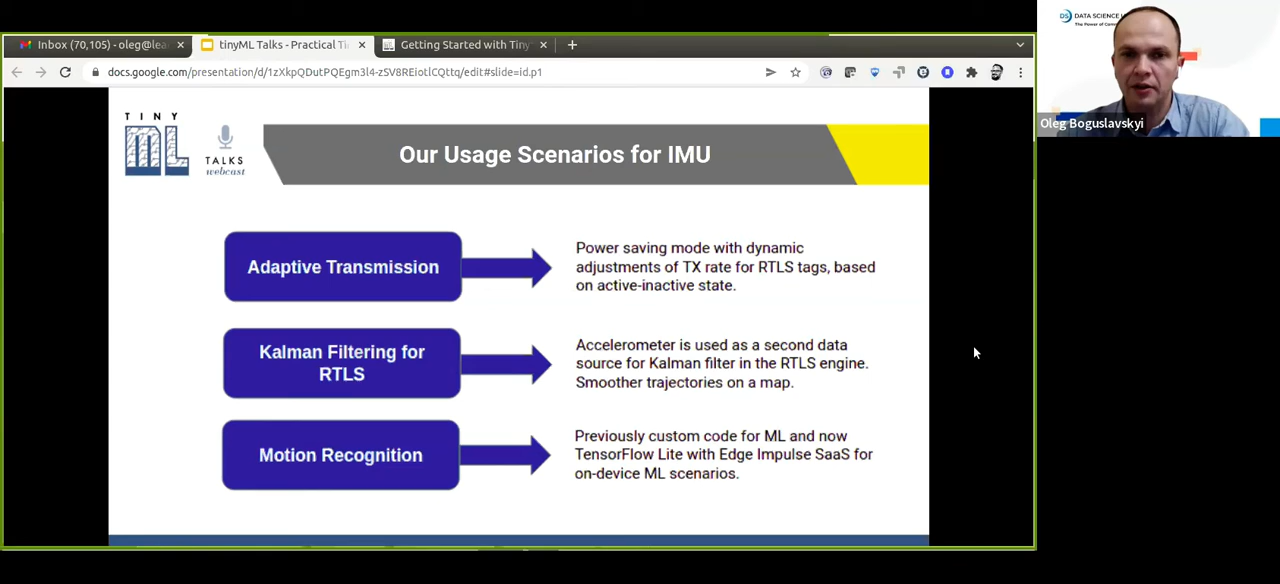 Inbox (70,105) - oleg@lea
tinyML Talks - Practical Ti
Getting Started with Tiny
docs.google.com/presentation/d/1zXkpQDutPQEgm3l4-zSV8REiotlCQttq/edit#slide=id.p1
DS DATA SCIENCE
The Power of
Oleg Boguslavskyi
TINY
ML
TALKS
webcast
Our Usage Scenarios for IMU
Adaptive Transmission
Power saving mode with dynamic
adjustments of TX rate for RTLS tags, based
on active-inactive state.
Kalman Filtering for
RTLS
Accelerometer is used as a second data
source for Kalman filter in the RTLS engine.
Smoother trajectories on a map.
Motion Recognition
Previously custom code for ML and now
TensorFlow Lite with Edge Impulse SaaS for
on-device ML scenarios.